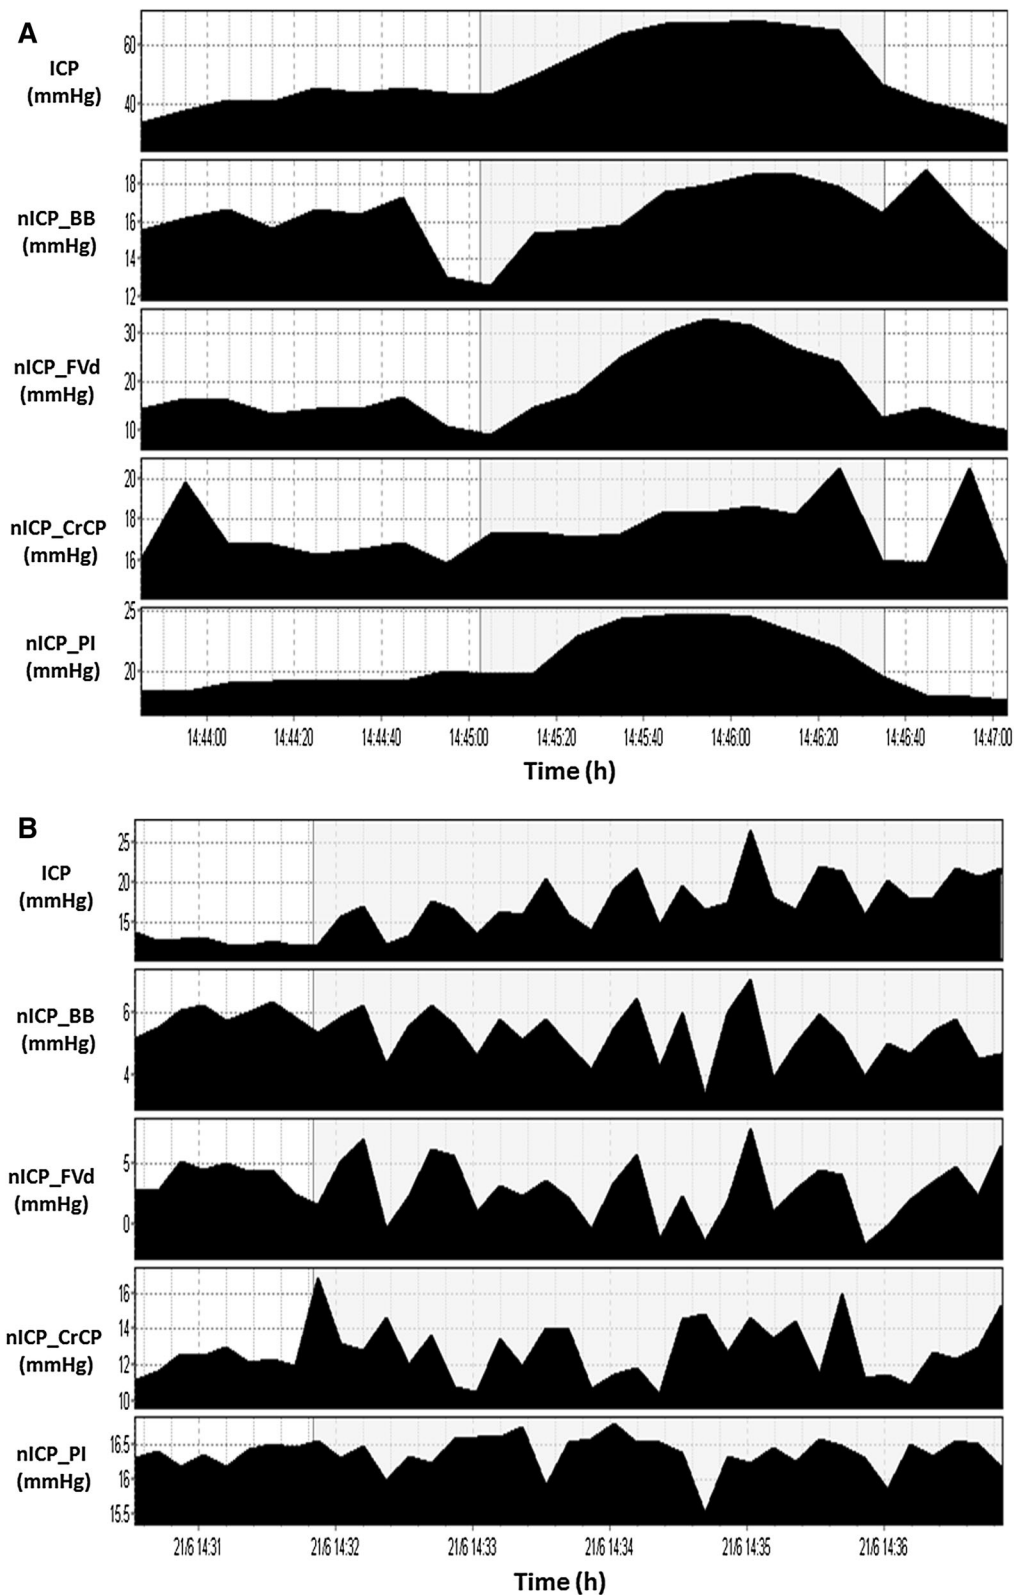 A
ICP
(mmHg)
60
40
nICP_BB
(mmHg)
18
16
14
12
nICP_FVd
(mmHg)
30
20
10
nICP_CrCP
(mmHg)
20
18
16
nICP_PI
(mmHg)
25
20
14:44:00 14:44:20 14:44:40 14:45:00 14:45:20 14:45:40 14:46:00 14:46:20 14:46:40 14:47:00
Time (h)
B
ICP
(mmHg)
25
20
15
nICP_BB
(mmHg)
6
4
nICP_FVd
(mmHg)
5
0
nICP_CrCP
(mmHg)
16
14
12
10
nICP_PI
(mmHg)
16.5
16
15.5
21/6 14:31 21/6 14:32 21/6 14:33 21/6 14:34 21/6 14:35 21/6 14:36
Time (h)